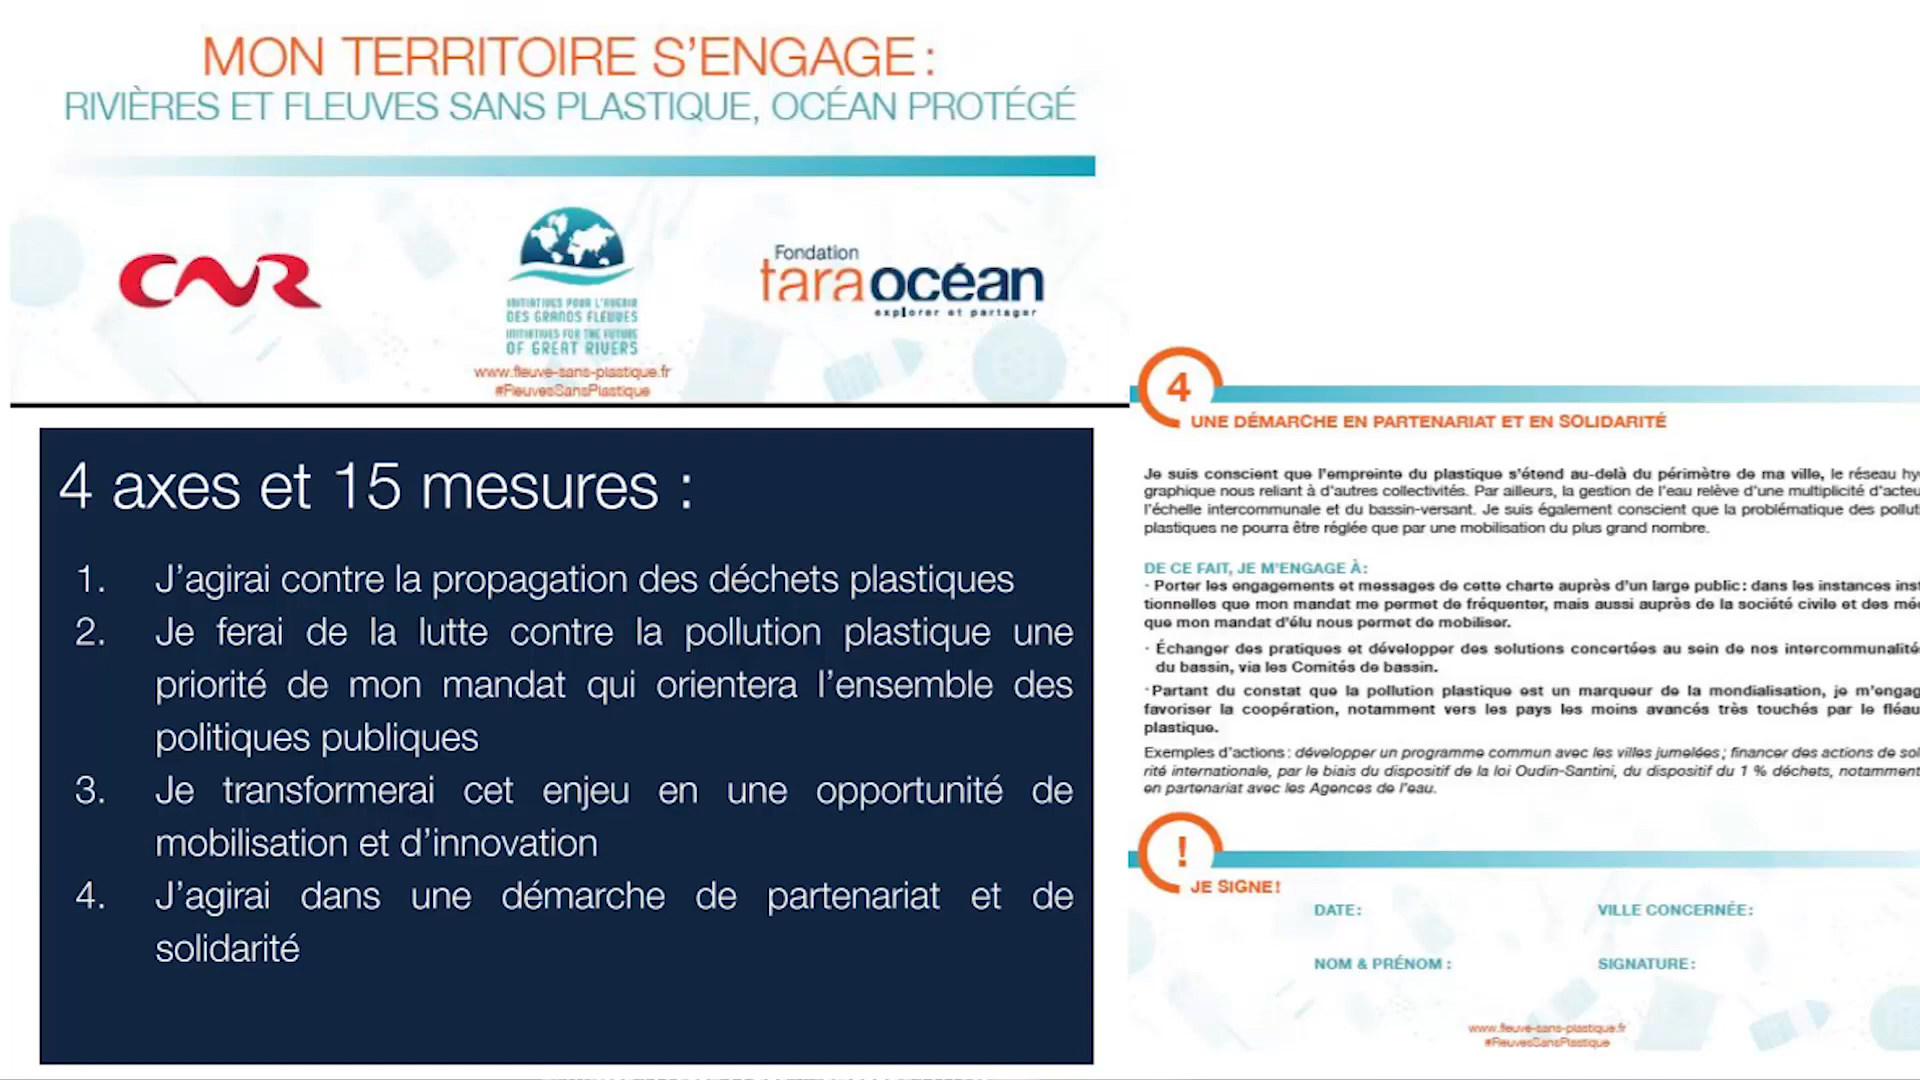 MON TERRITOIRE S'ENGAGE :
RIVIÈRES ET FLEUVES SANS PLASTIQUE, OCÉAN PROTÉGÉ
CNR
INITIATIVES POUR L'AVENIR
DES GRANDS FLEUVES
INITIATIVES FOR THE FUTURE
OF GREAT RIVERS
Fondation
tara océan
explorer et partager
www.fleuve-sans-plastique.fr
#FleuvesSansPlastique
4 axes et 15 mesures :
1. J'agirai contre la propagation des déchets plastiques
2. Je ferai de la lutte contre la pollution plastique une
priorité de mon mandat qui orientera l'ensemble des
politiques publiques
3. Je transformerai cet enjeu en une opportunité de
mobilisation et d'innovation
4. J'agirai dans une démarche de partenariat et de
solidarité
4
UNE DÉMARCHE EN PARTENARIAT ET EN SOLIDARITÉ
Je suis conscient que l'empreinte du plastique s'étend au-delà du périmètre de ma ville, le réseau hy
graphique nous reliant à d'autres collectivités. Par ailleurs, la gestion de l'eau relève d'une multiplicité d'acteu
l'échelle intercommunale et du bassin-versant. Je suis également conscient que la problématique des pollut
plastiques ne pourra être réglée que par une mobilisation du plus grand nombre.
DE CE FAIT, JE M'ENGAGE À :
- Porter les engagements et messages de cette charte auprès d'un large public : dans les instances inst
tionnelles que mon mandat me permet de fréquenter, mais aussi auprès de la société civile et des mé
que mon mandat d'élu nous permet de mobiliser.
- Échanger des pratiques et développer des solutions concertées au sein de nos intercommunalité
du bassin, via les Comités de bassin.
- Partant du constat que la pollution plastique est un marqueur de la mondialisation, je m'engag
favoriser la coopération, notamment vers les pays les moins avancés très touchés par le fléau
plastique.
Exemples d'actions : développer un programme commun avec les villes jumelées ; financer des actions de sol
rité internationale, par le biais du dispositif de la loi Oudin-Santini, du dispositif du 1 % déchets, notamment
en partenariat avec les Agences de l'eau.
!
JE SIGNE !
DATE : VILLE CONCERNÉE :
NOM & PRÉNOM : SIGNATURE :
www.fleuve-sans-plastique.fr
#FleuvesSansPlastique